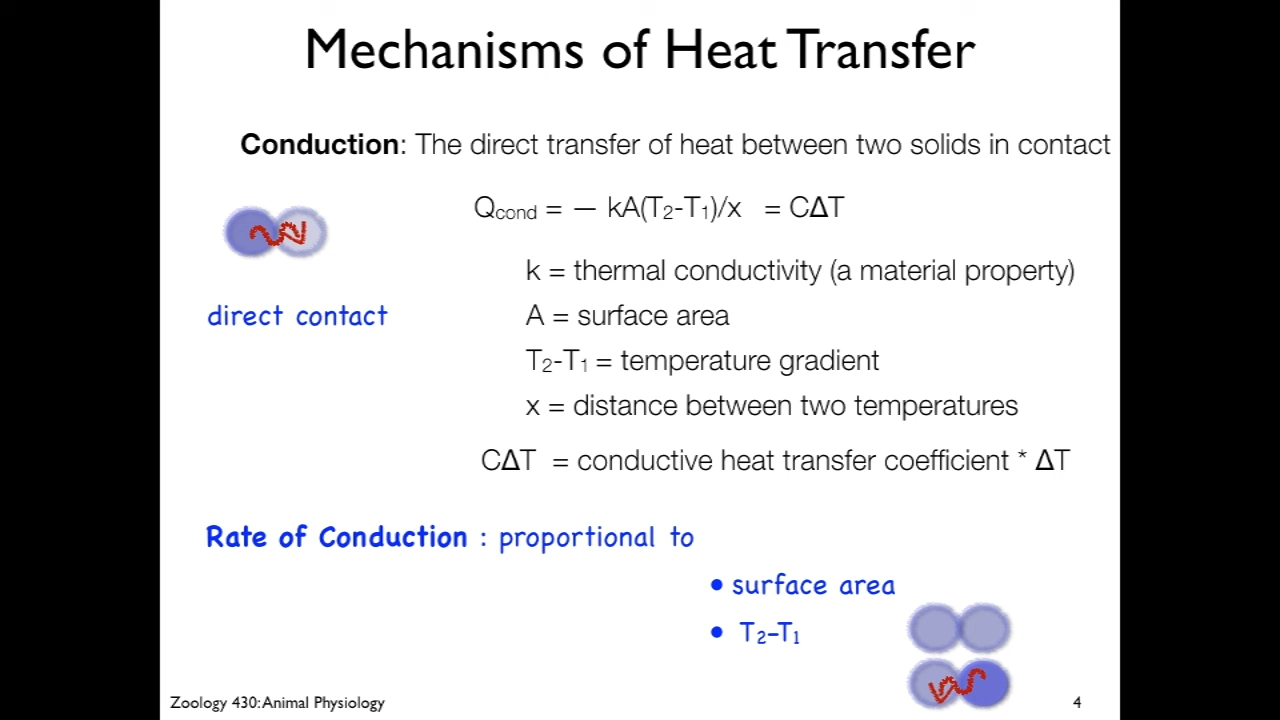 Mechanisms of Heat Transfer
Conduction: The direct transfer of heat between two solids in contact
Qcond = — kA(T2-T1)/x = CΔT
k = thermal conductivity (a material property)
direct contact
A = surface area
T2-T1 = temperature gradient
x = distance between two temperatures
CΔT = conductive heat transfer coefficient * ΔT
Rate of Conduction : proportional to
• surface area
• T2–T1
Zoology 430: Animal Physiology
4